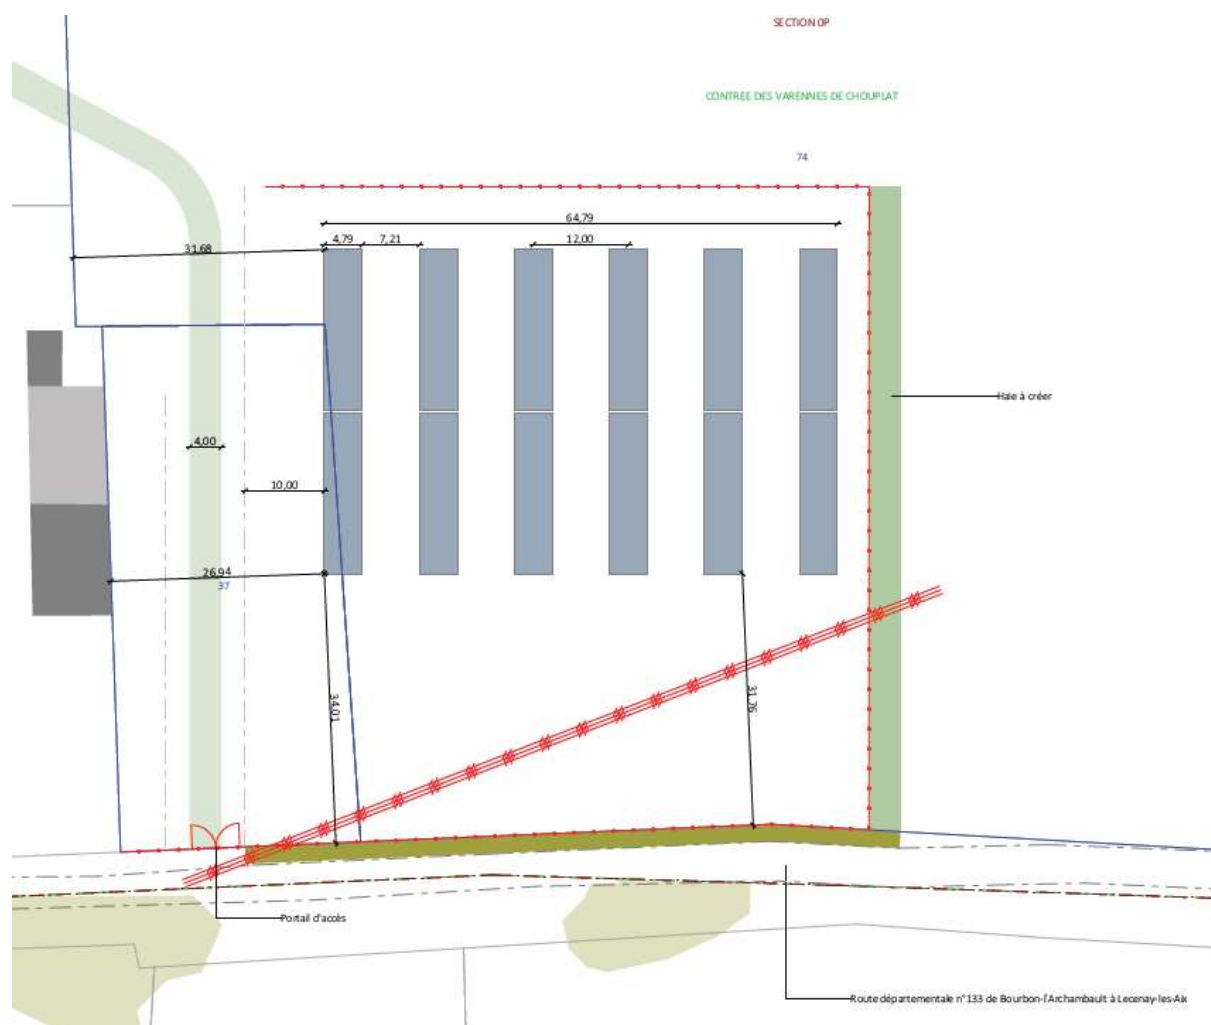 SECTION 0P
CONTRÉE DES VARENNES DE CHOUPLAT
74
64,79
31,68
4,79
7,21
12,00
Haie à créer
4,00
10,00
26,94
37
34,01
31,76
Portail d'accès
Route départementale n°133 de Bourbon-l'Archambault à Lecenay-les-Aix